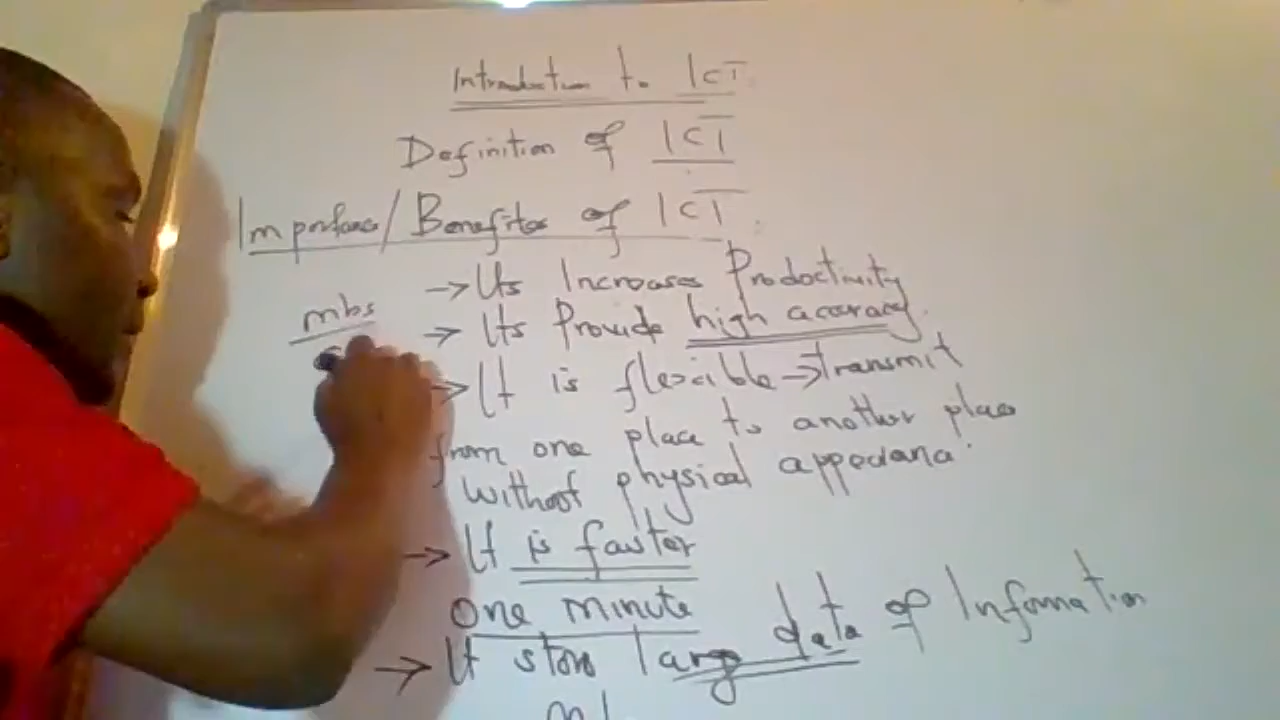 Introduction to ICT
Definition of ICT
Importance/Benefites of ICT
→ Its Increases Productivity
mbs
→ Its Provide high accuracy.
→ It is flexible → transmit
from one place to another place
without physical
→ It is faster
one minute
→ It store large data of Information